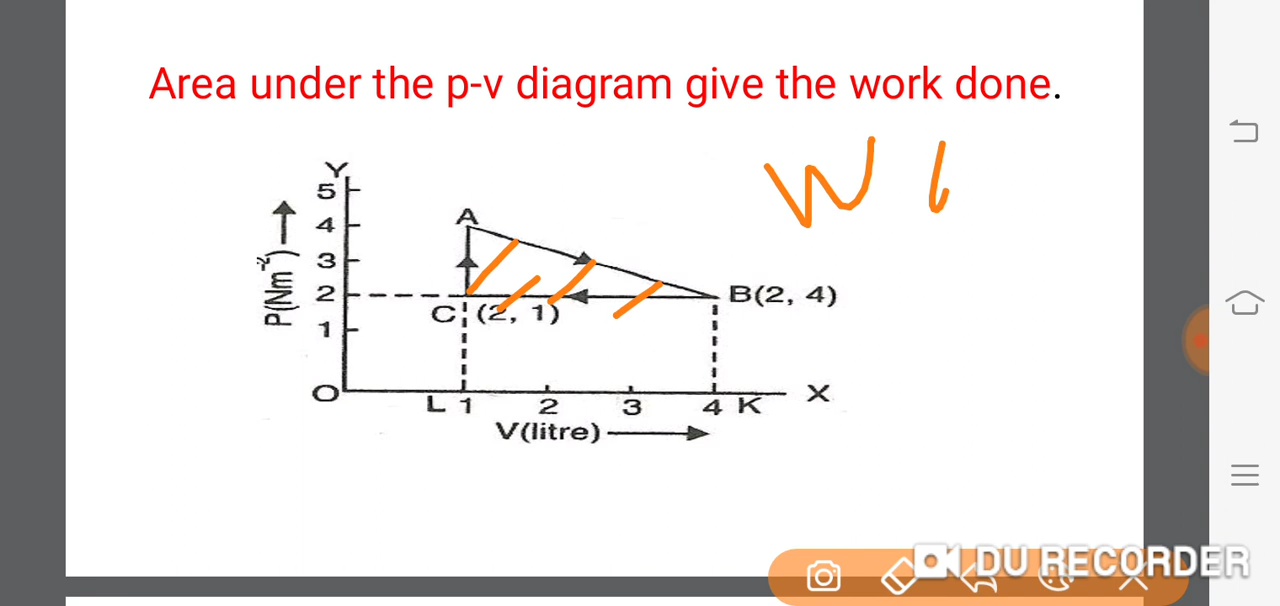 Area under the p-v diagram give the work done.
W
Y
5
4
3
2
1
O
P(Nm⁻²)
A
B(2, 4)
C (2, 1)
L 1 2 3 4 K X
V(litre)
DU RECORDER